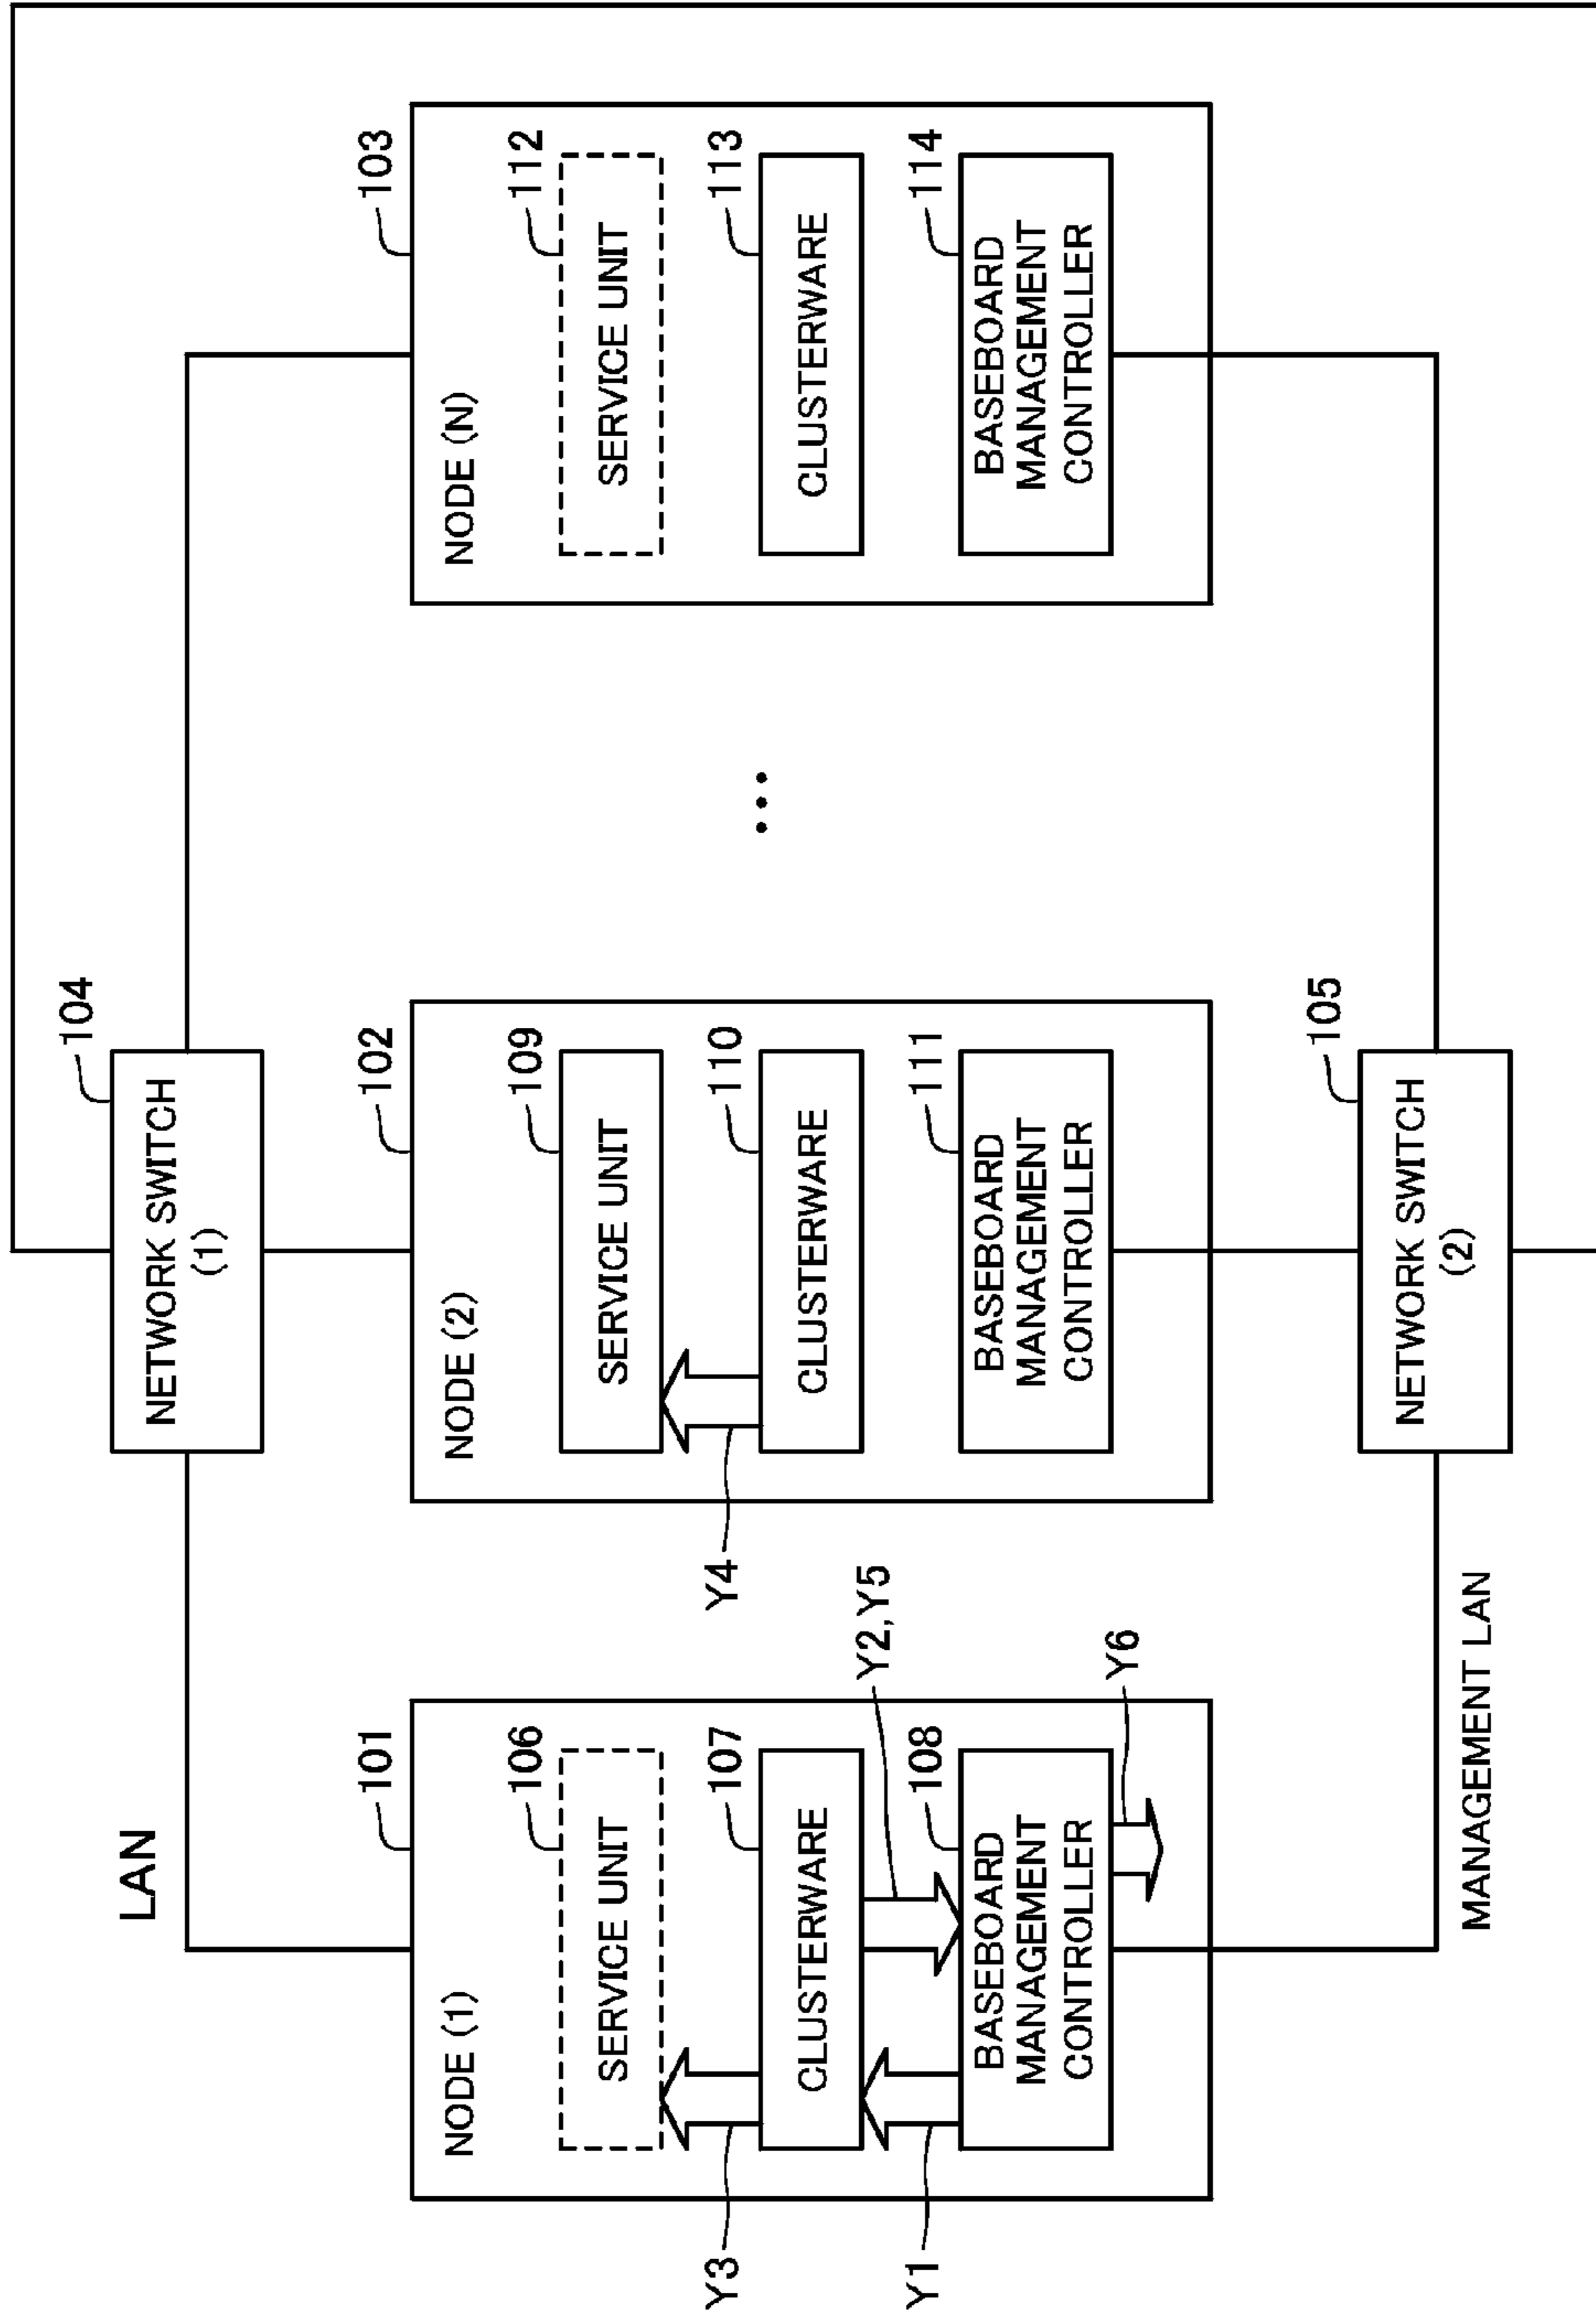 LAN
104
NETWORK SWITCH
(1)
101
NODE (1)
106
SERVICE UNIT
Y3
107
CLUSTERWARE
Y2,Y5
Y1
108
BASEBOARD
MANAGEMENT
CONTROLLER
Y6
102
NODE (2)
109
SERVICE UNIT
Y4
110
CLUSTERWARE
111
BASEBOARD
MANAGEMENT
CONTROLLER
...
103
NODE (N)
112
SERVICE UNIT
113
CLUSTERWARE
114
BASEBOARD
MANAGEMENT
CONTROLLER
MANAGEMENT LAN
105
NETWORK SWITCH
(2)